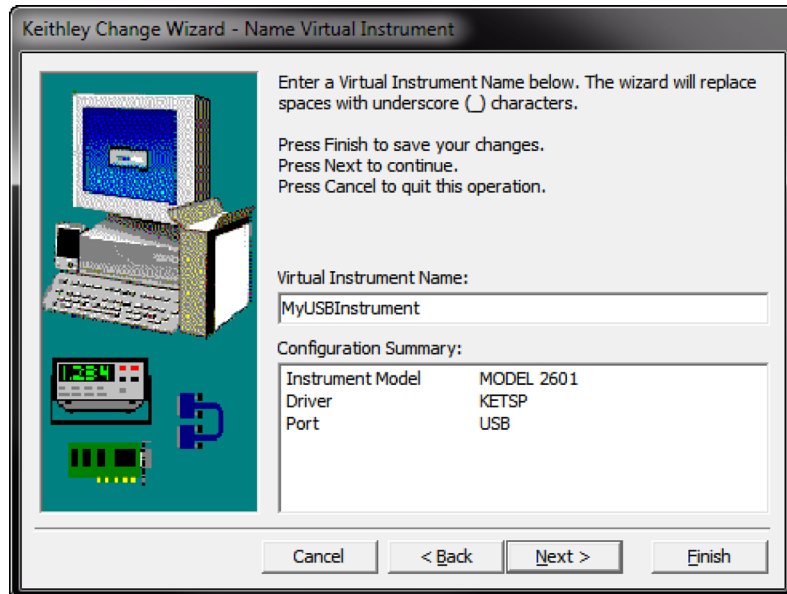 Keithley Change Wizard - Name Virtual Instrument
Enter a Virtual Instrument Name below. The wizard will replace
spaces with underscore (_) characters.
Press Finish to save your changes.
Press Next to continue.
Press Cancel to quit this operation.
Virtual Instrument Name:
MyUSBInstrument
Configuration Summary:
Instrument Model MODEL 2601
Driver KETSP
Port USB
1.234
Cancel < Back Next > Finish